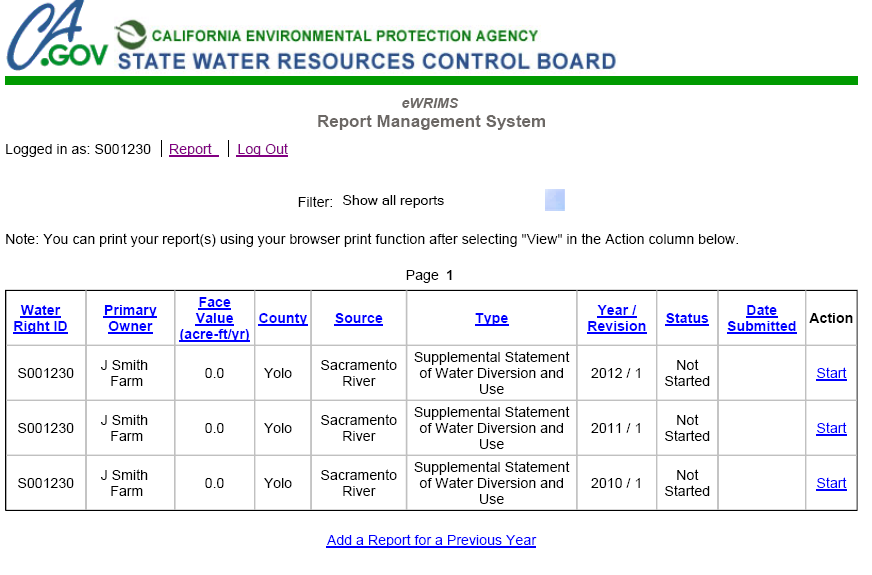 CA.GOV
CALIFORNIA ENVIRONMENTAL PROTECTION AGENCY
STATE WATER RESOURCES CONTROL BOARD
eWRIMS
Report Management System
Logged in as: S001230 | Report | Log Out
Filter: Show all reports
Note: You can print your report(s) using your browser print function after selecting "View" in the Action column below.
Page 1
Water Right ID Primary Owner Face Value (acre-ft/yr) County Source Type Year / Revision Status Date Submitted Action
S001230 J Smith Farm 0.0 Yolo Sacramento River Supplemental Statement of Water Diversion and Use 2012 / 1 Not Started Start
S001230 J Smith Farm 0.0 Yolo Sacramento River Supplemental Statement of Water Diversion and Use 2011 / 1 Not Started Start
S001230 J Smith Farm 0.0 Yolo Sacramento River Supplemental Statement of Water Diversion and Use 2010 / 1 Not Started Start
Add a Report for a Previous Year